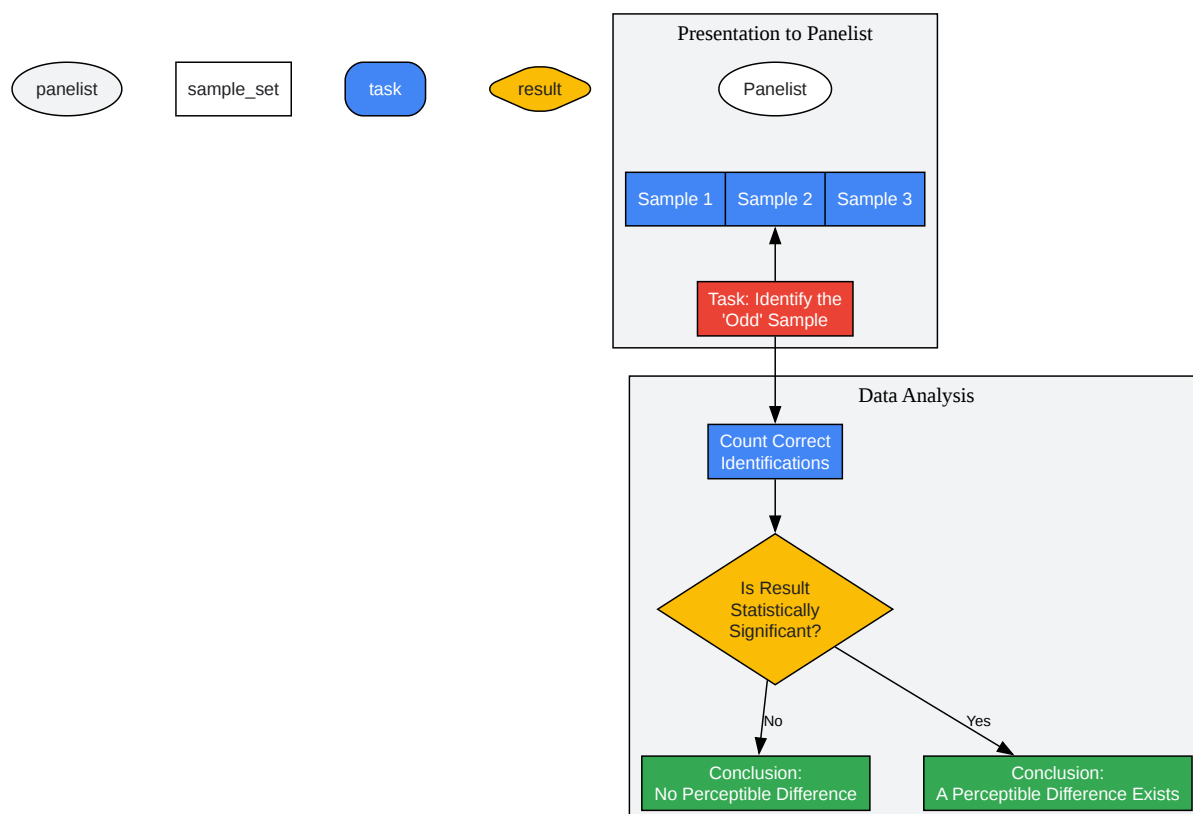 Presentation to Panelist
panelist
sample_set
task
result
Panelist
Sample 1
Sample 2
Sample 3
Task: Identify the
'Odd' Sample
Data Analysis
Count Correct
Identifications
Is Result
Statistically
Significant?
No
Yes
Conclusion:
No Perceptible Difference
Conclusion:
A Perceptible Difference Exists